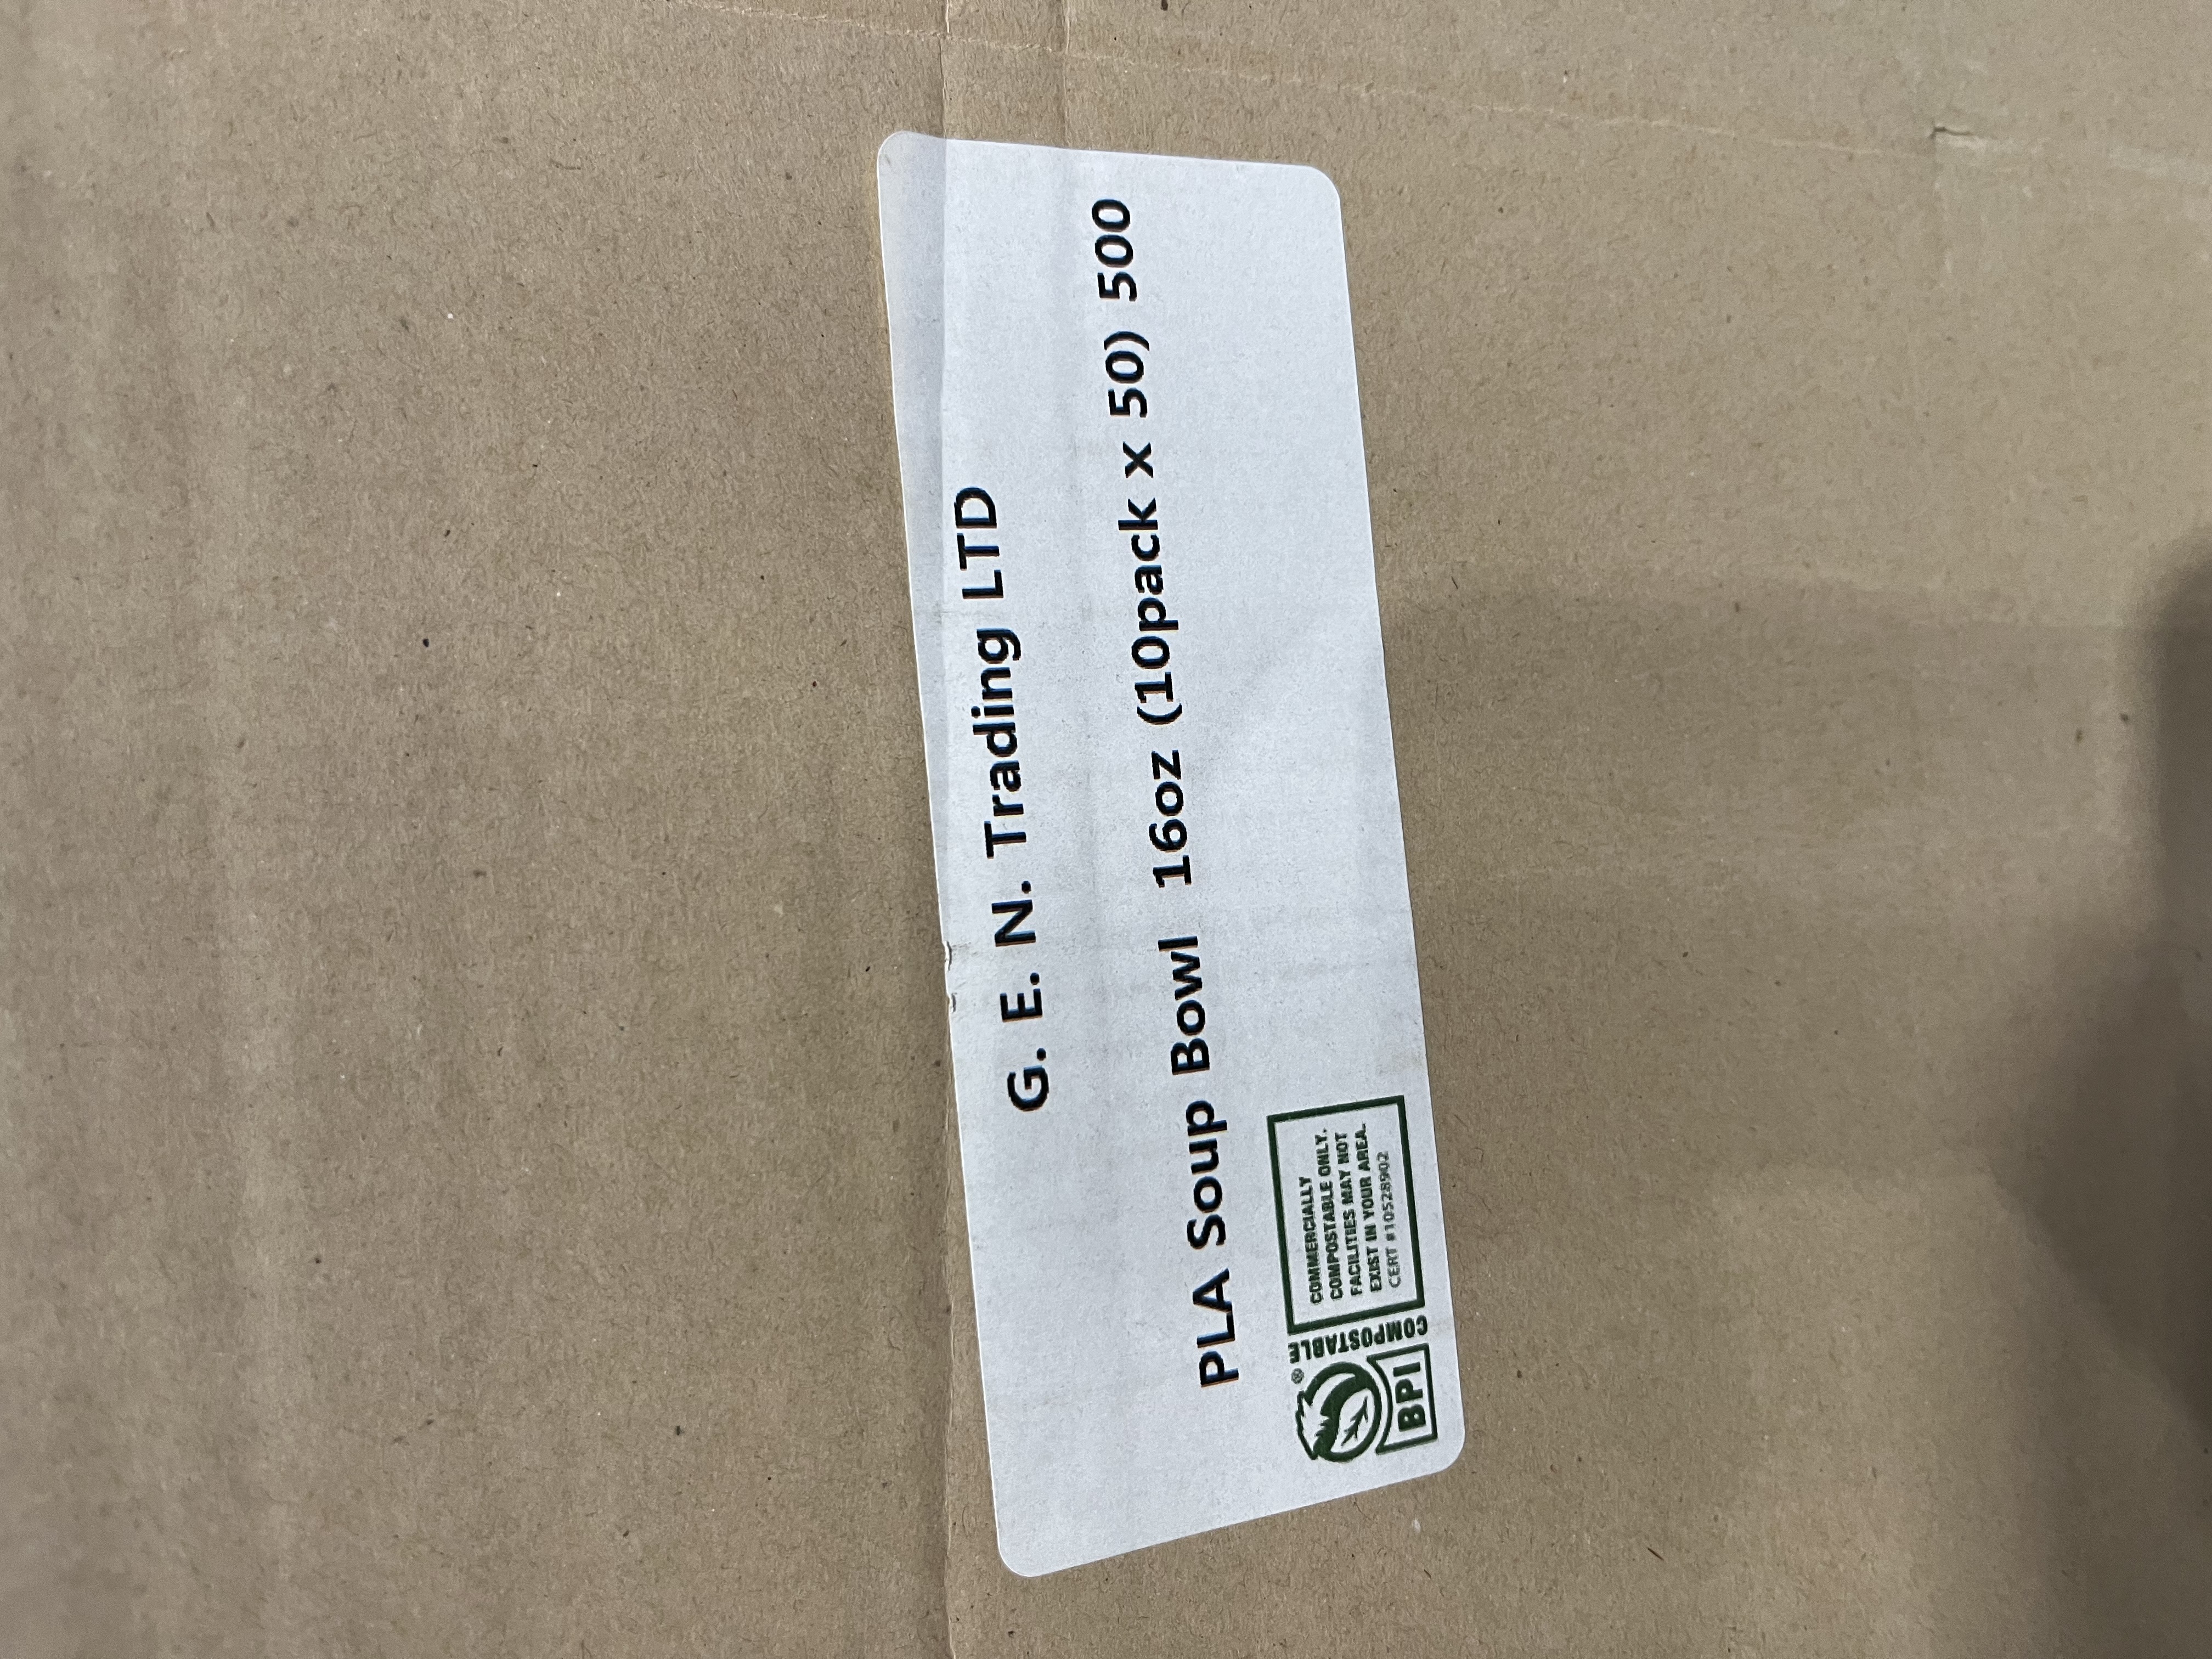 G. E. N. Trading LTD
PLA Soup Bowl 16oz (10pack x 50) 500
BPI
®
COMPOSTABLE
COMMERCIALLY
COMPOSTABLE ONLY.
FACILITIES MAY NOT
EXIST IN YOUR AREA.
CERT #10528902